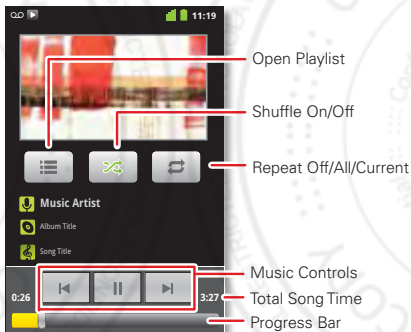 11:19
Open Playlist
Shuffle On/Off
Repeat Off/All/Current
Music Artist
Album Title
Song Title
Music Controls
0:26
3:27
Total Song Time
Progress Bar